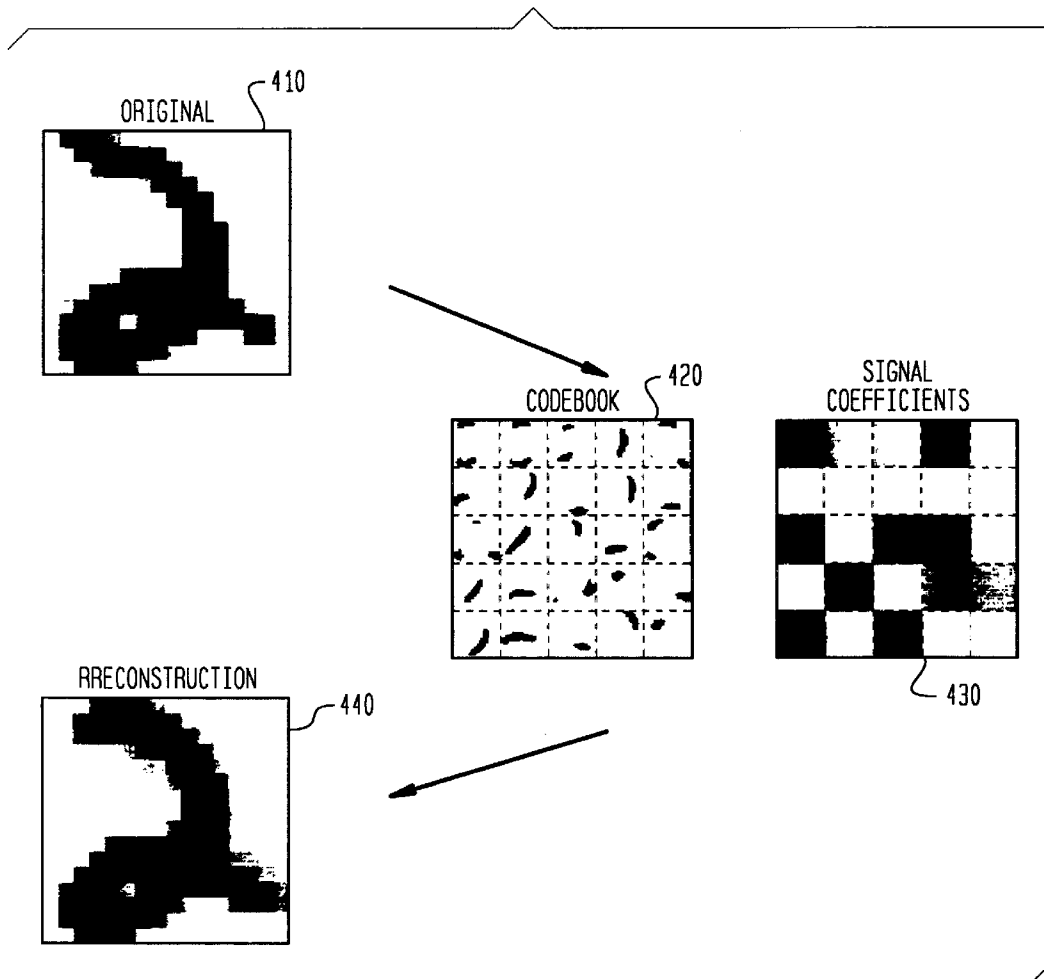 410
ORIGINAL
420
CODEBOOK
SIGNAL
COEFFICIENTS
430
RRECONSTRUCTION
440